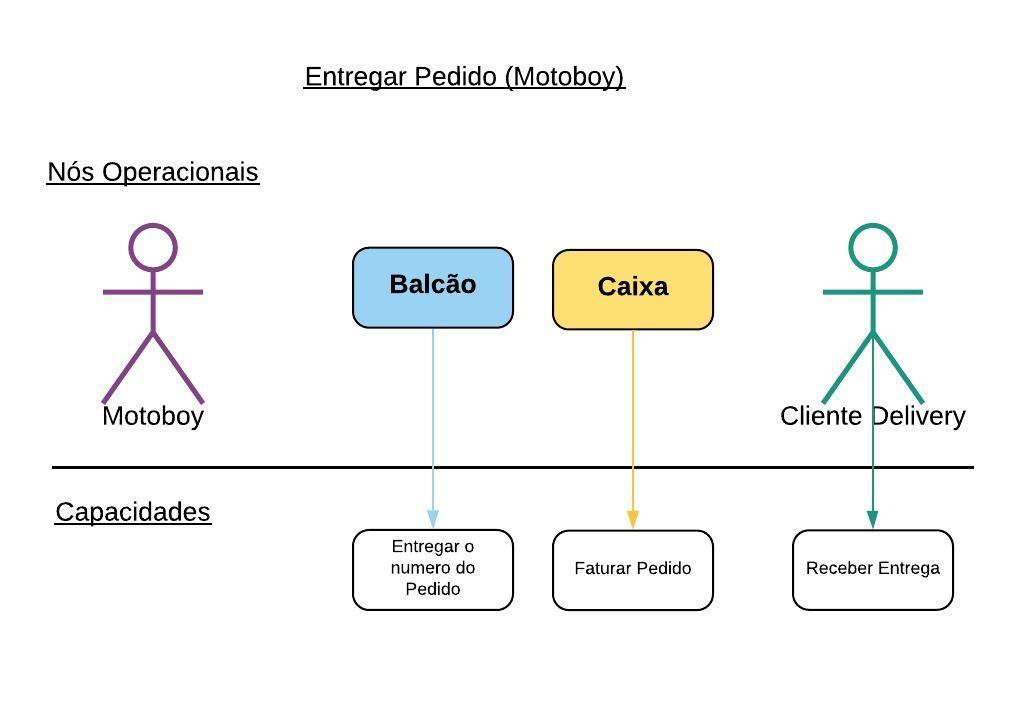 Entregar Pedido (Motoboy)
Nós Operacionais
Balcão
Caixa
Motoboy
Cliente Delivery
Capacidades
Entregar o
numero do
Pedido
Faturar Pedido
Receber Entrega